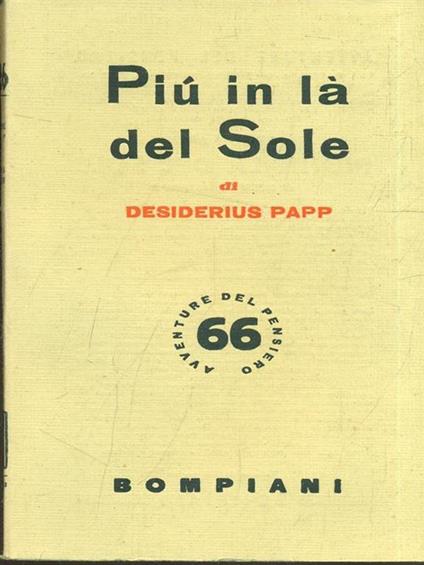 Piú in là
del Sole
di
DESIDERIUS PAPP
AVVENTURE DEL PENSIERO
66
BOMPIANI